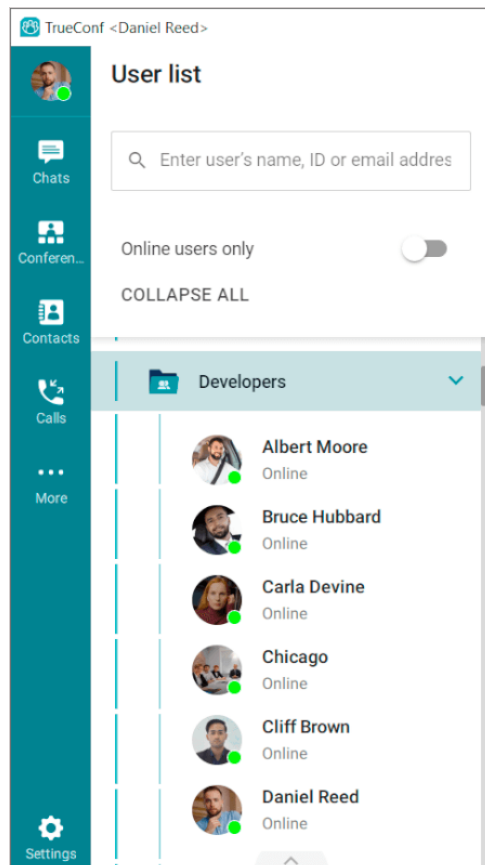 TrueConf <Daniel Reed>
User list
Enter user's name, ID or email addres
Chats
Online users only
Conferen...
COLLAPSE ALL
Contacts
Developers
Calls
Albert Moore
Online
More
Bruce Hubbard
Online
Carla Devine
Online
Chicago
Online
Cliff Brown
Online
Daniel Reed
Online
Settings